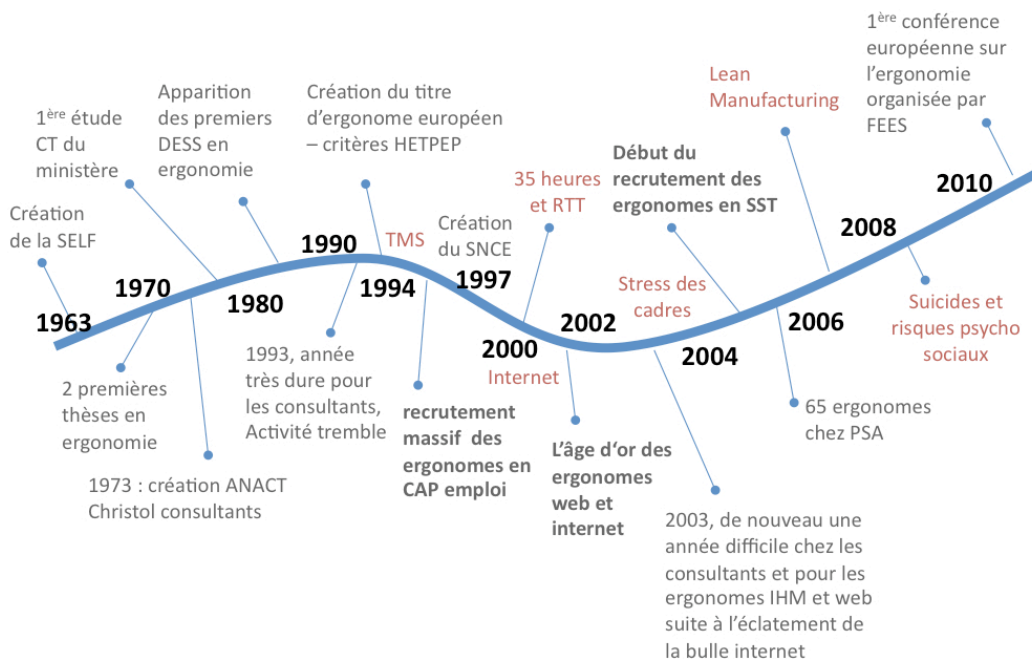 1ère conférence
européenne sur
l'ergonomie
organisée par
FEES
Lean
Manufacturing
Apparition
des premiers
DESS en
ergonomie
Création du titre
d'ergonome européen
– critères HETPEP
1ère étude
CT du
ministère
Début du
recrutement des
ergonomes en SST
35 heures
et RTT
Création
de la SELF
TMS
Création
du SNCE
1963
1970
1980
1990
1994
1997
2000
Internet
2002
Stress des
cadres
2004
2006
2008
2010
Suicides et
risques psycho
sociaux
2 premières
thèses en
ergonomie
1973 : création ANACT
Christol consultants
1993, année
très dure pour
les consultants,
Activité tremble
recrutement
massif des
ergonomes en
CAP emploi
L'âge d'or des
ergonomes
web et
internet
65 ergonomes
chez PSA
2003, de nouveau une
année difficile chez les
consultants et pour les
ergonomes IHM et web
suite à l'éclatement de
la bulle internet